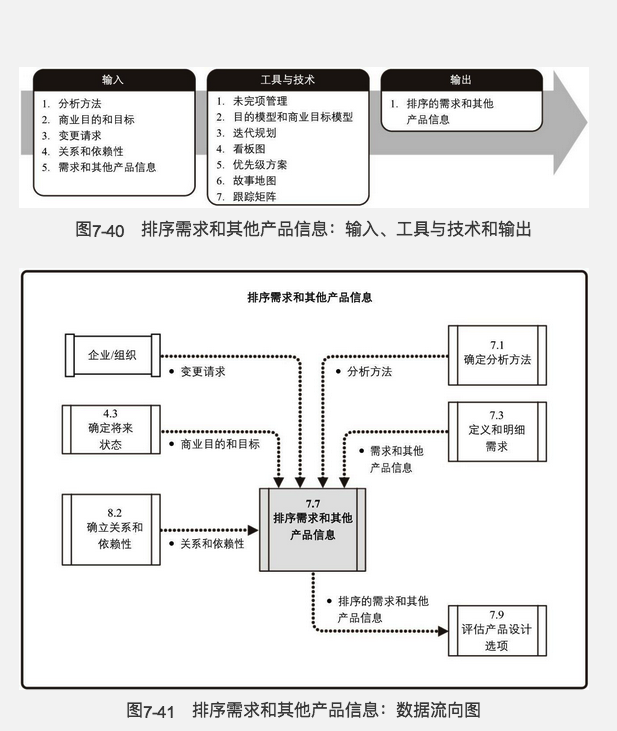 输入
1. 分析方法
2. 商业目的和目标
3. 变更请求
4. 关系和依赖性
5. 需求和其他产品信息
工具与技术
1. 未完项管理
2. 目的模型和商业目标模型
3. 迭代规划
4. 看板图
5. 优先级方案
6. 故事地图
7. 跟踪矩阵
输出
1. 排序的需求和其他
产品信息
图7-40 排序需求和其他产品信息：输入、工具与技术和输出
排序需求和其他产品信息
企业/组织
• 变更请求
• 分析方法
7.1
确定分析方法
4.3
确定将来
状态
• 商业目的和目标
• 需求和其他
产品信息
7.3
定义和明细
需求
8.2
确立关系和
依赖性
• 关系和依赖性
7.7
排序需求和其他
产品信息
• 排序的需求和其他
产品信息
7.9
评估产品设计
选项
图7-41 排序需求和其他产品信息：数据流向图